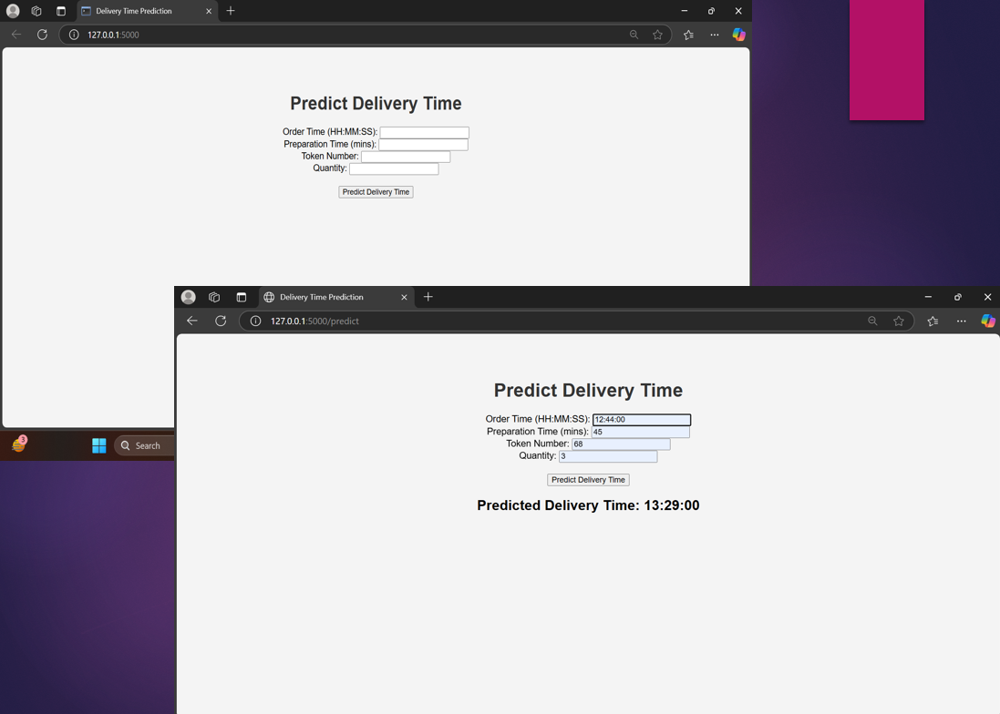 Delivery Time Prediction
127.0.0.1:5000
Predict Delivery Time
Order Time (HH:MM:SS):
Preparation Time (mins):
Token Number:
Quantity:
Predict Delivery Time
3
Search
Delivery Time Prediction
127.0.0.1:5000/predict
Predict Delivery Time
Order Time (HH:MM:SS): 12:44:00
Preparation Time (mins): 45
Token Number: 68
Quantity: 3
Predict Delivery Time
Predicted Delivery Time: 13:29:00